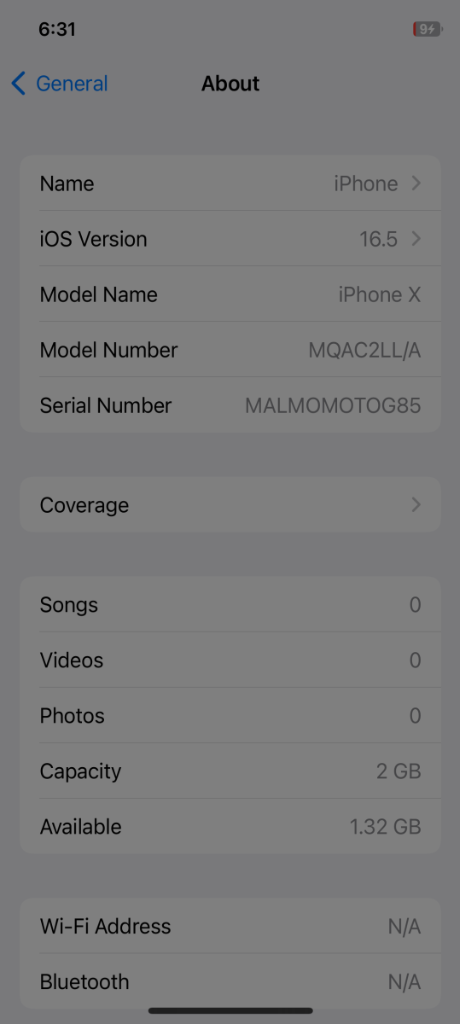 6:31
9
General
About
Name iPhone
iOS Version 16.5
Model Name iPhone X
Model Number MQAC2LL/A
Serial Number MALMOMOTOG85
Coverage
Songs 0
Videos 0
Photos 0
Capacity 2 GB
Available 1.32 GB
Wi-Fi Address N/A
Bluetooth N/A